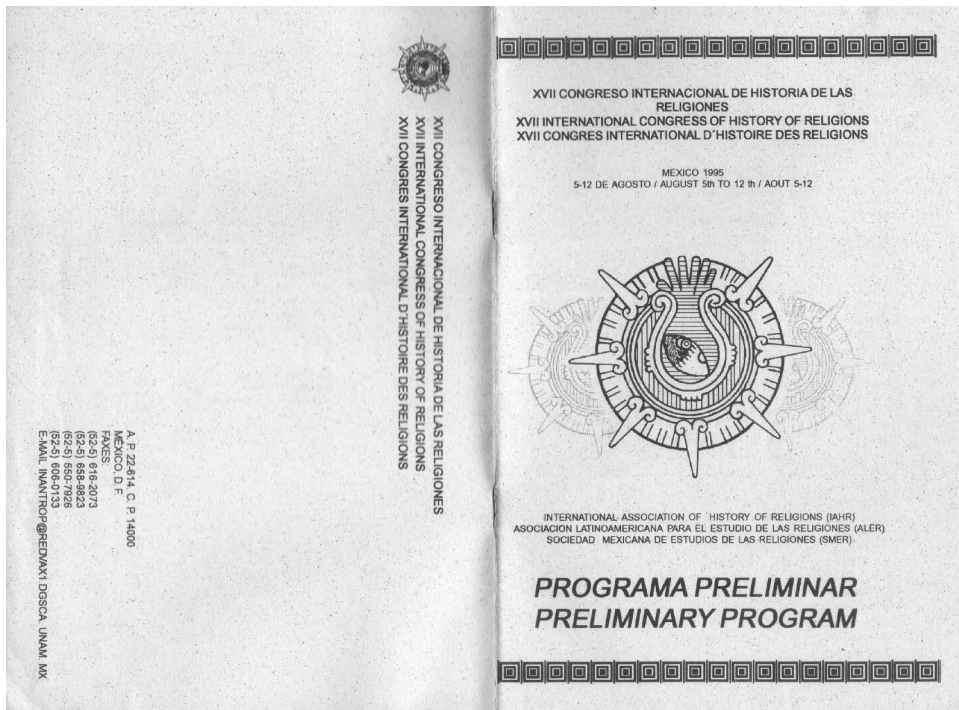 XVII CONGRESO INTERNACIONAL DE HISTORIA DE LAS RELIGIONES
XVII INTERNATIONAL CONGRESS OF HISTORY OF RELIGIONS
XVII CONGRES INTERNATIONAL D´HISTOIRE DES RELIGIONS
A. P. 22-614. C. P. 14000
MÉXICO, D. F.
FAXES:
(52-5) 616-2073
(52-5) 658-9823
(52-5) 550-7926
(52-5) 606-0133
E-MAIL INANTROP@REDVAX1.DGSCA. UNAM. MX
XVII CONGRESO INTERNACIONAL DE HISTORIA DE LAS
RELIGIONES
XVII INTERNATIONAL CONGRESS OF HISTORY OF RELIGIONS
XVII CONGRES INTERNATIONAL D´HISTOIRE DES RELIGIONS
MEXICO 1995
5-12 DE AGOSTO / AUGUST 5th TO 12 th / AOUT 5-12
INTERNATIONAL ASSOCIATION OF HISTORY OF RELIGIONS (IAHR)
ASOCIACION LATINOAMERICANA PARA EL ESTUDIO DE LAS RELIGIONES (ALER)
SOCIEDAD MEXICANA DE ESTUDIOS DE LAS RELIGIONES (SMER)
PROGRAMA PRELIMINAR
PRELIMINARY PROGRAM